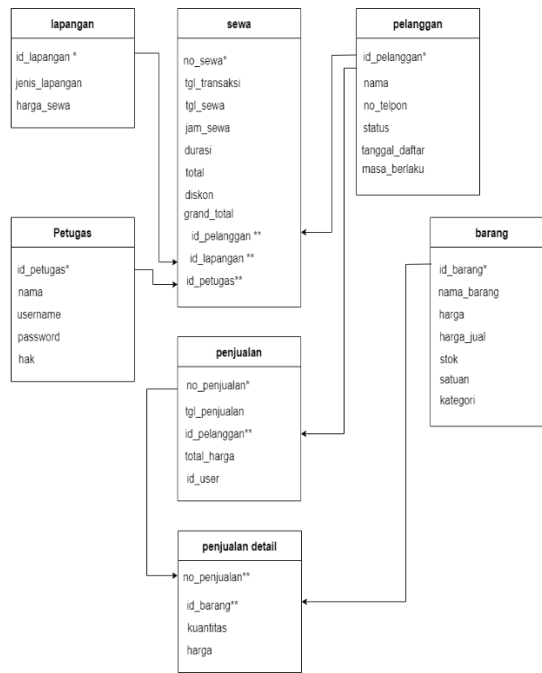 lapangan
id_lapangan *
jenis_lapangan
harga_sewa
sewa
no_sewa*
tgl_transaksi
tgl_sewa
jam_sewa
durasi
total
diskon
grand_total
id_pelanggan **
id_lapangan **
id_petugas**
pelanggan
id_pelanggan*
nama
no_telpon
status
tanggal_daftar
masa_berlaku
Petugas
id_petugas*
nama
username
password
hak
barang
id_barang*
nama_barang
harga
harga_jual
stok
satuan
kategori
penjualan
no_penjualan*
tgl_penjualan
id_pelanggan**
total_harga
id_user
penjualan detail
no_penjualan**
id_barang**
kuantitas
harga